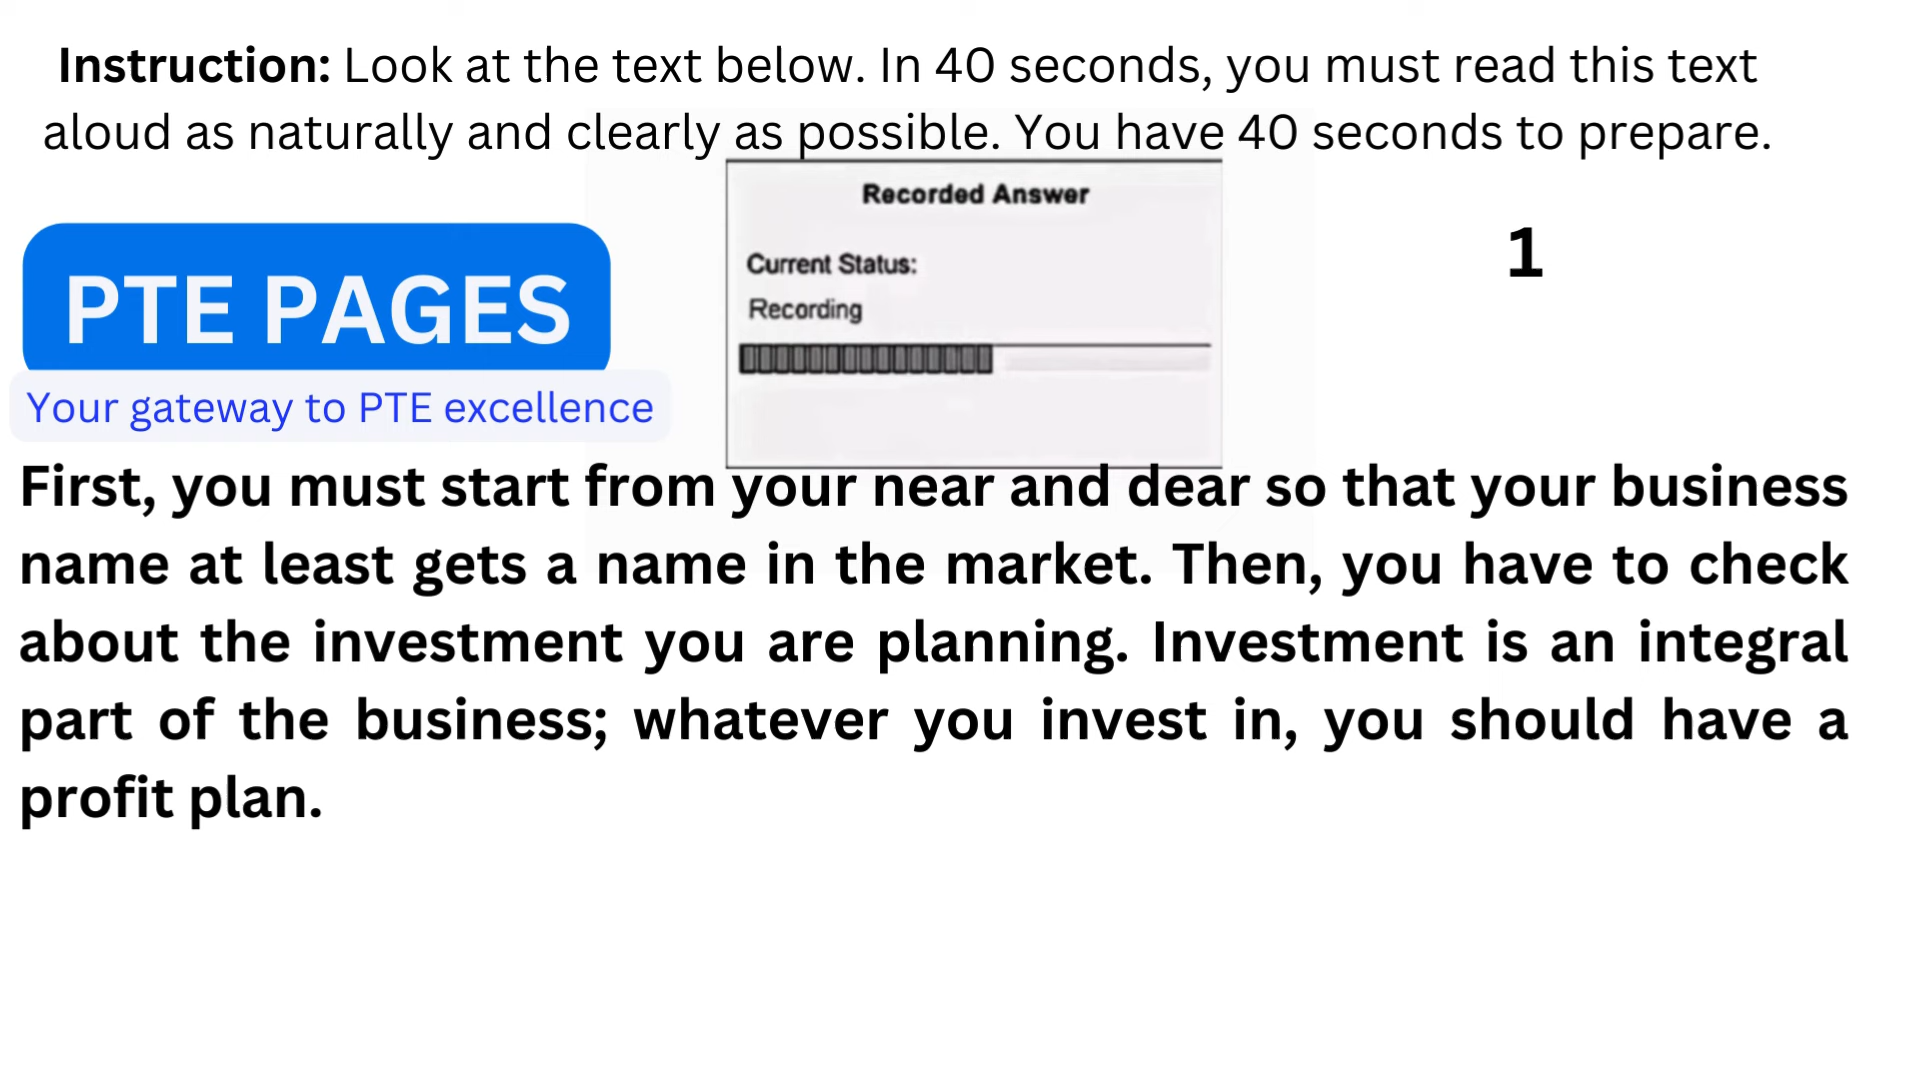 Instruction: Look at the text below. In 40 seconds, you must read this text
aloud as naturally and clearly as possible. You have 40 seconds to prepare.
Recorded Answer
Current Status:
Recording
1
PTE PAGES
Your gateway to PTE excellence
First, you must start from your near and dear so that your business
name at least gets a name in the market. Then, you have to check
about the investment you are planning. Investment is an integral
part of the business; whatever you invest in, you should have a
profit plan.